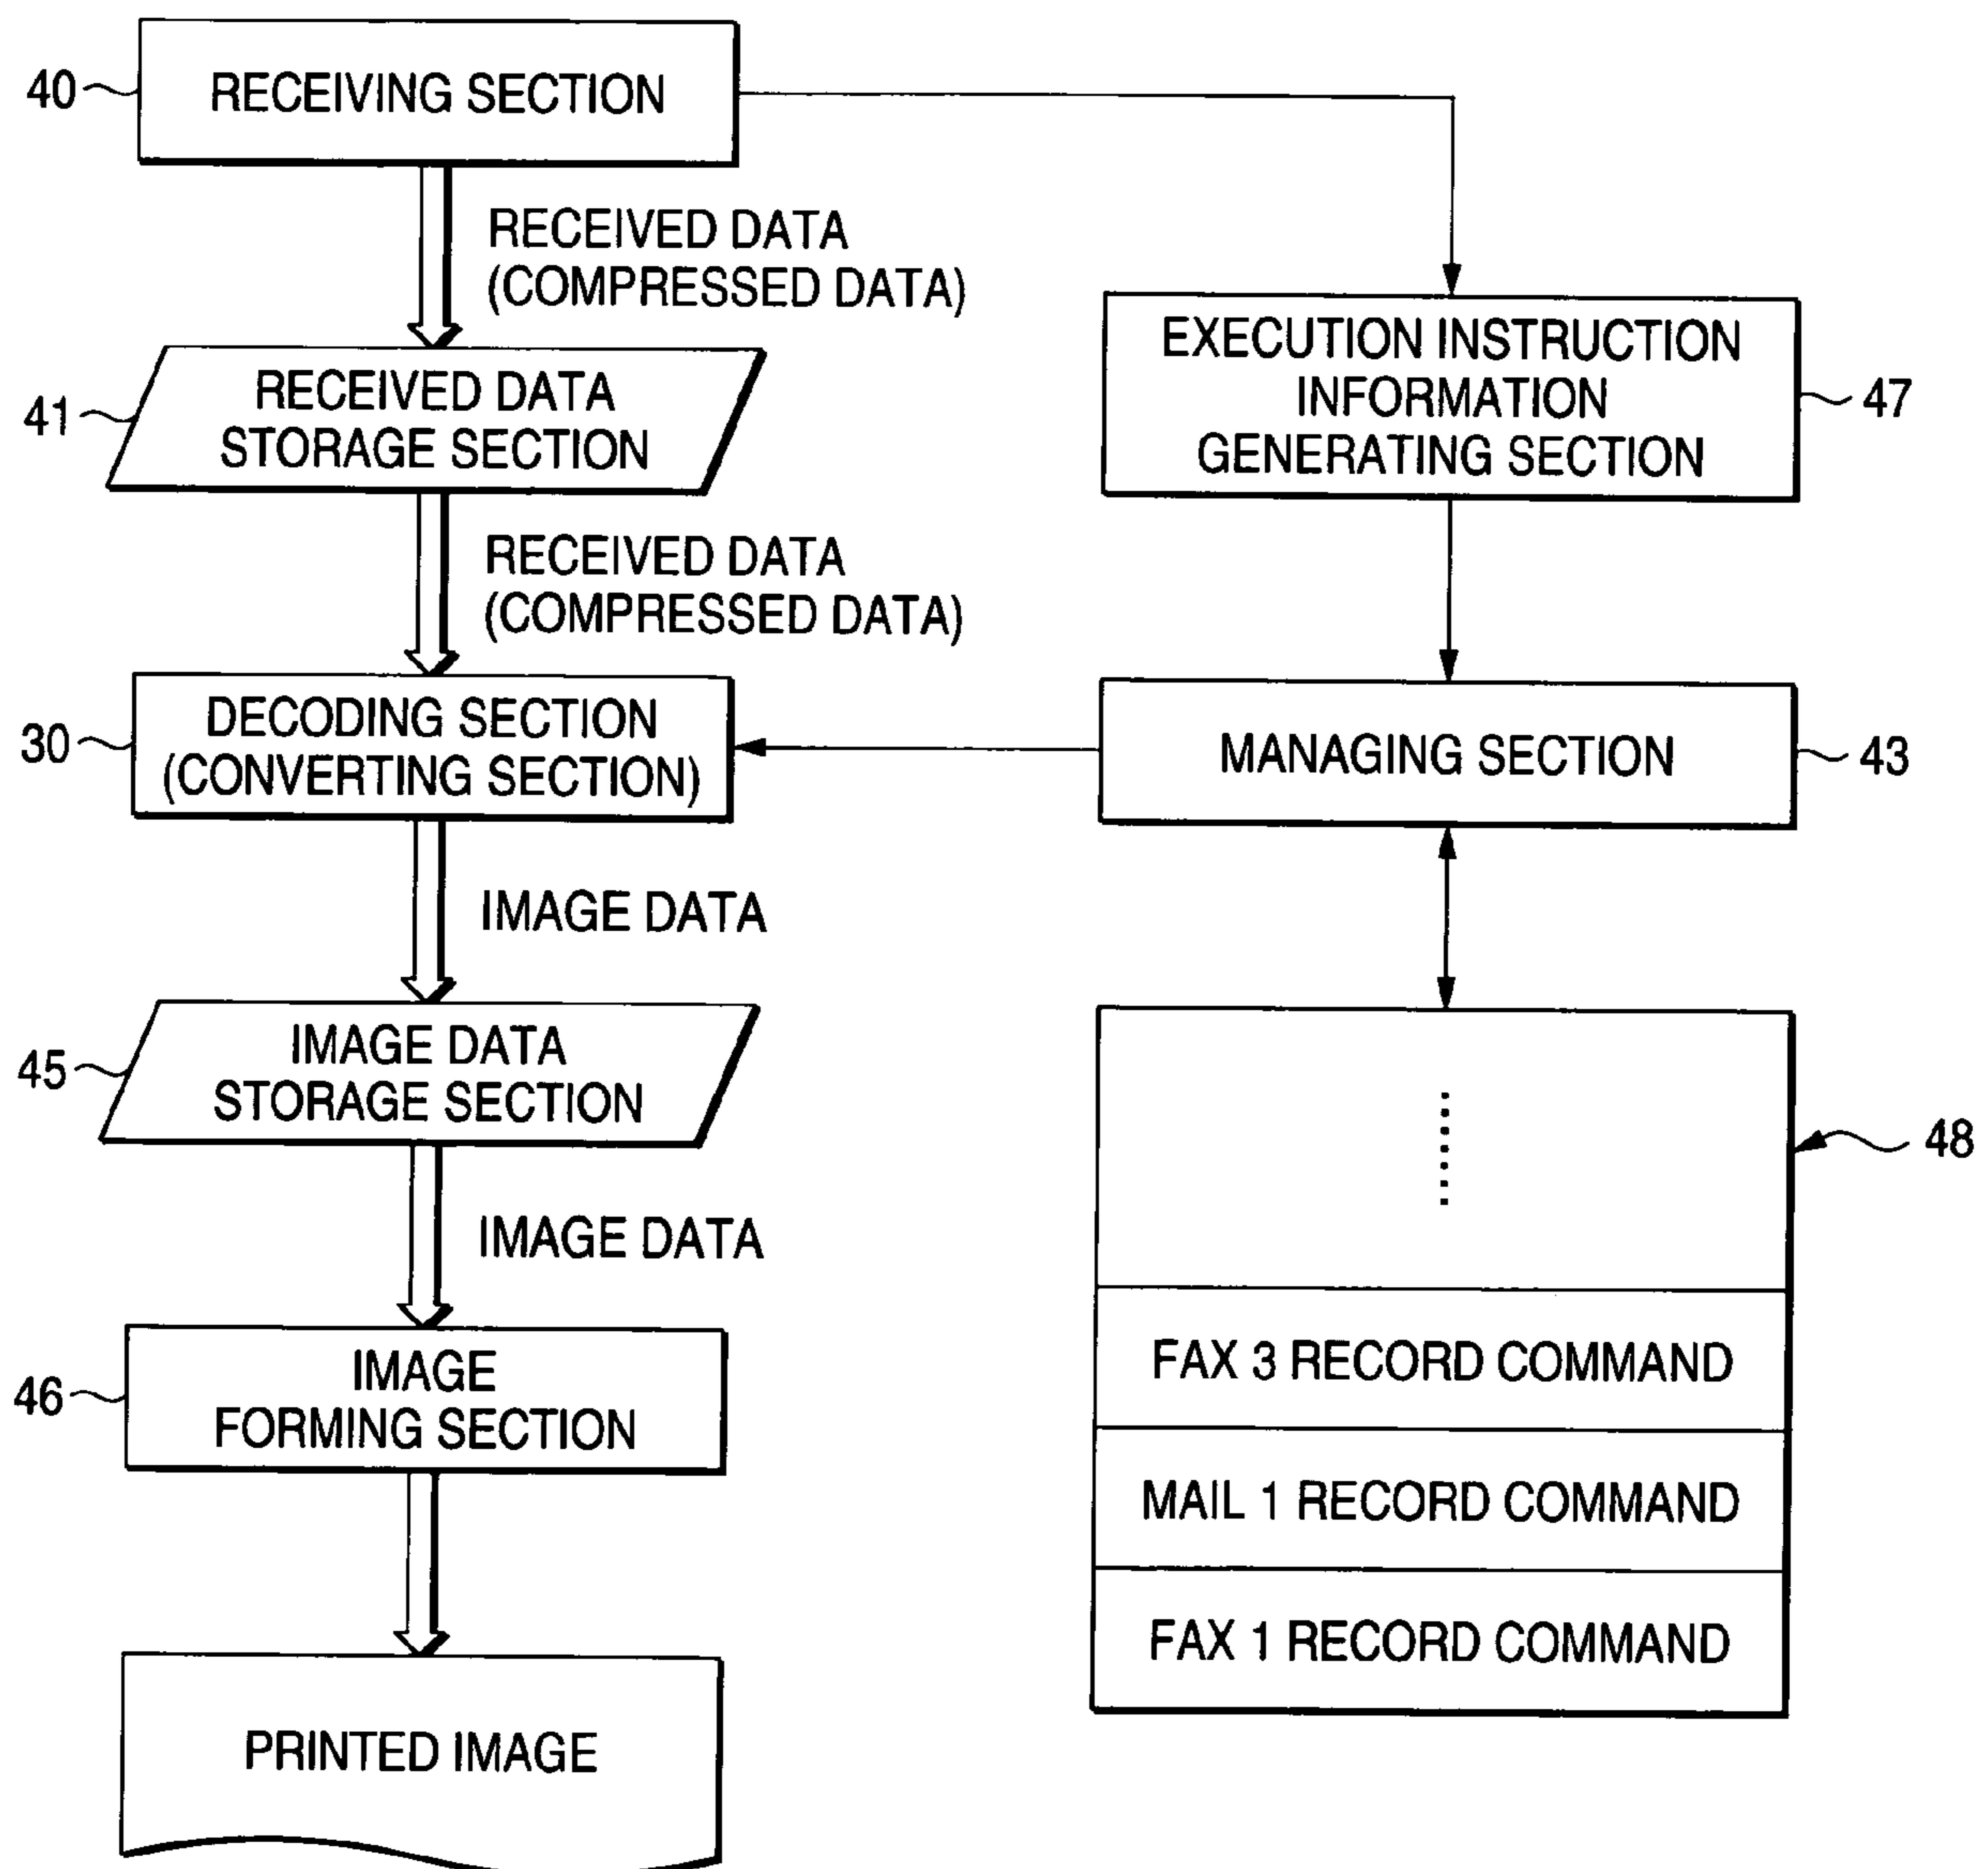 40
RECEIVING SECTION
RECEIVED DATA
(COMPRESSED DATA)
41
RECEIVED DATA
STORAGE SECTION
RECEIVED DATA
(COMPRESSED DATA)
30
DECODING SECTION
(CONVERTING SECTION)
IMAGE DATA
45
IMAGE DATA
STORAGE SECTION
IMAGE DATA
46
IMAGE
FORMING SECTION
PRINTED IMAGE
EXECUTION INSTRUCTION
INFORMATION
GENERATING SECTION
47
MANAGING SECTION
43
48
FAX 3 RECORD COMMAND
MAIL 1 RECORD COMMAND
FAX 1 RECORD COMMAND